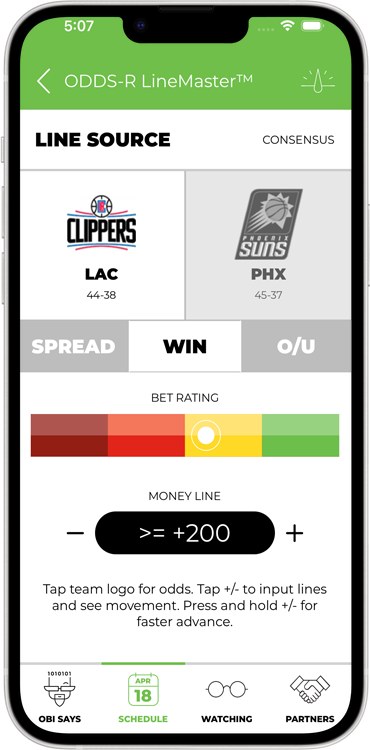 5:07
ODDS-R LineMaster™
LINE SOURCE
CONSENSUS
CLIPPERS
PHOENIX
SUNS
LAC
PHX
44-38
45-37
SPREAD
WIN
O/U
BET RATING
MONEY LINE
− >= +200 +
Tap team logo for odds. Tap +/- to input lines
and see movement. Press and hold +/- for
faster advance.
1010101
APR
18
OBI SAYS
SCHEDULE
WATCHING
PARTNERS